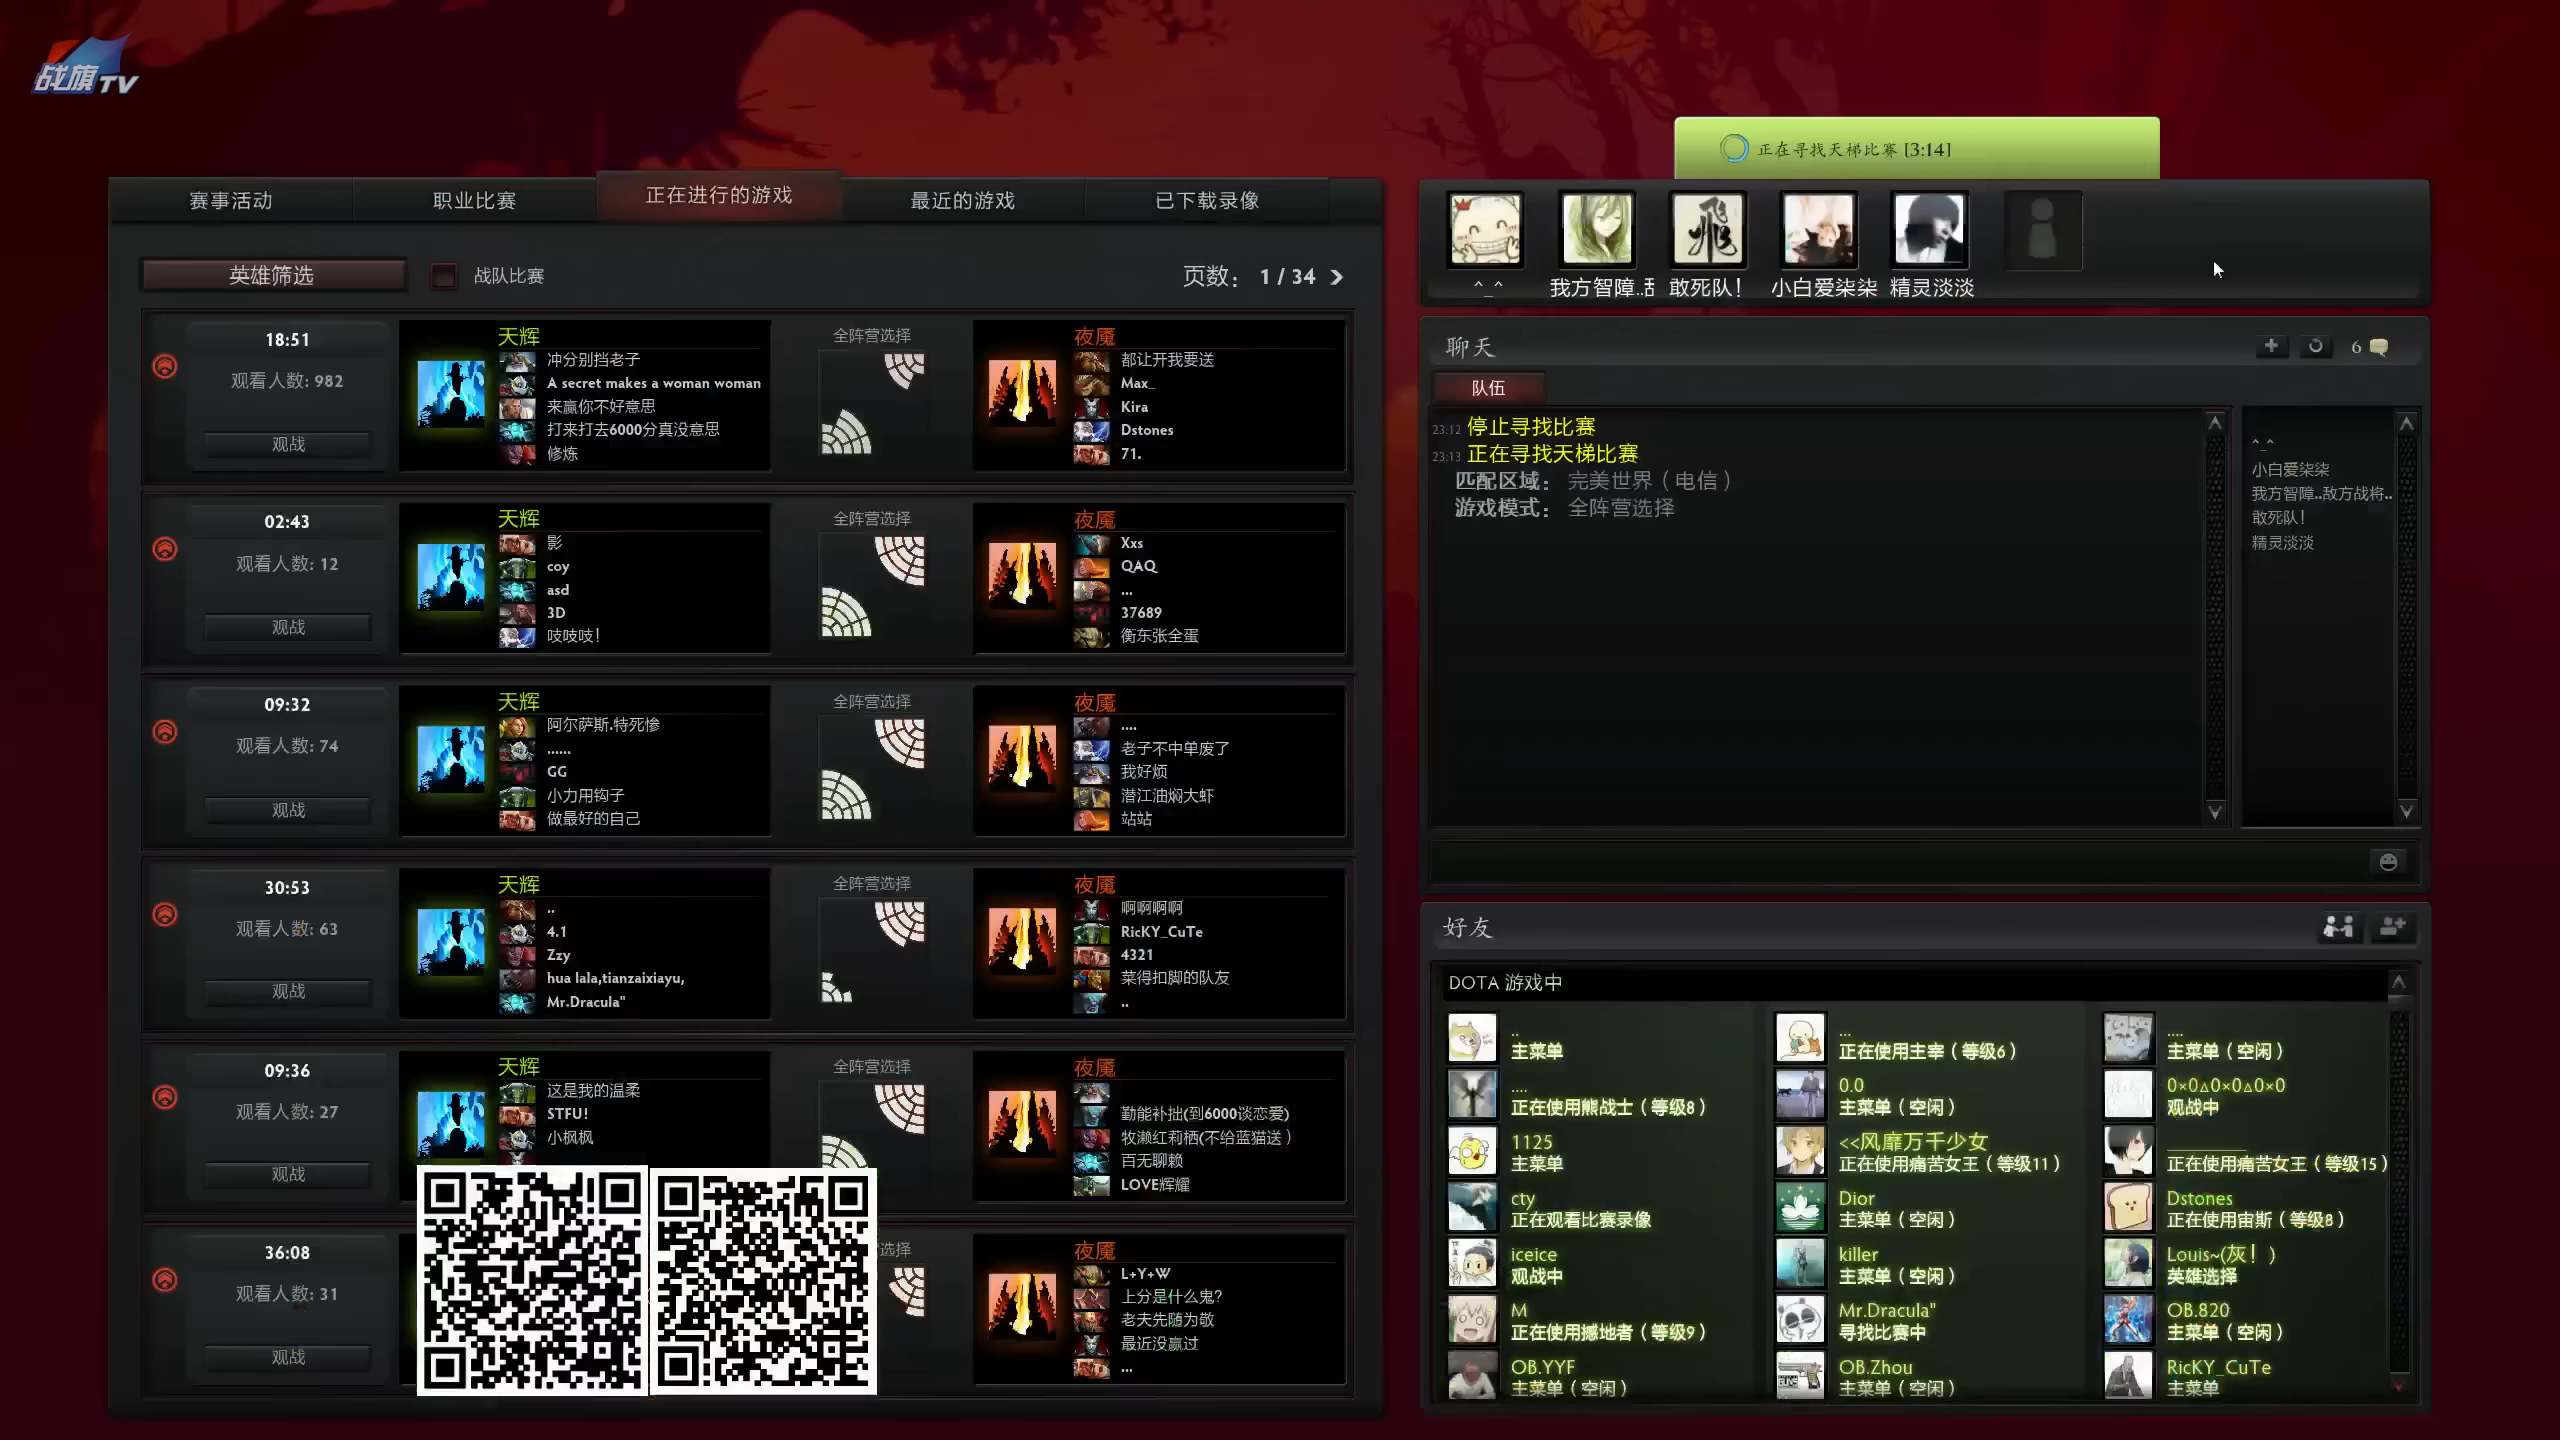 战旗TV
正在寻找天梯比赛 [3:14]
赛事活动
职业比赛
正在进行的游戏
最近的游戏
已下载录像
英雄筛选
战队比赛
页数： 1 / 34
18:51
观看人数: 982
观战
天辉
冲分别挡老子
A secret makes a woman woman
来赢你不好意思
打来打去6000分真没意思
修炼
全阵营选择
夜魇
都让开我要送
Max_
Kira
Dstones
71.
02:43
观看人数: 12
观战
天辉
影
coy
asd
3D
吱吱吱！
全阵营选择
夜魇
Xxs
QAQ
...
37689
衡东张全蛋
09:32
观看人数: 74
观战
天辉
阿尔萨斯.特死惨
......
GG
小力用钩子
做最好的自己
全阵营选择
夜魇
....
老子不中单废了
我好烦
潜江油焖大虾
站站
30:53
观看人数: 63
观战
天辉
..
4.1
Zzy
hua lala,tianzaixiayu,
Mr.Dracula"
全阵营选择
夜魇
啊啊啊啊
RicKY_CuTe
4321
菜得扣脚的队友
..
09:36
观看人数: 27
观战
天辉
这是我的温柔
STFU!
小枫枫
全阵营选择
夜魇
勤能补拙(到6000谈恋爱)
牧濑红莉栖(不给蓝猫送）
百无聊赖
LOVE辉耀
36:08
观看人数: 31
观战
选择
夜魇
L+Y+W
上分是什么鬼?
老夫先随为敬
最近没赢过
...
^_^
我方智障..敌
敢死队！
小白爱柒柒
精灵淡淡
聊天
6
队伍
23:12 停止寻找比赛
23:13 正在寻找天梯比赛
匹配区域： 完美世界（电信）
游戏模式： 全阵营选择
^_^
小白爱柒柒
我方智障..敌方战将..
敢死队！
精灵淡淡
好友
DOTA 游戏中
..
主菜单
...
正在使用主宰（等级6）
....
主菜单（空闲）
....
正在使用熊战士（等级8）
0.0
主菜单（空闲）
0×0△0×0△0×0
观战中
1125
主菜单
<<风靡万千少女
正在使用痛苦女王（等级11）
正在使用痛苦女王（等级15）
cty
正在观看比赛录像
Dior
主菜单（空闲）
Dstones
正在使用宙斯（等级8）
iceice
观战中
killer
主菜单（空闲）
Louis~(灰！）
英雄选择
M
正在使用撼地者（等级9）
Mr.Dracula"
寻找比赛中
OB.820
主菜单（空闲）
OB.YYF
主菜单（空闲）
OB.Zhou
主菜单（空闲）
RicKY_CuTe
主菜单